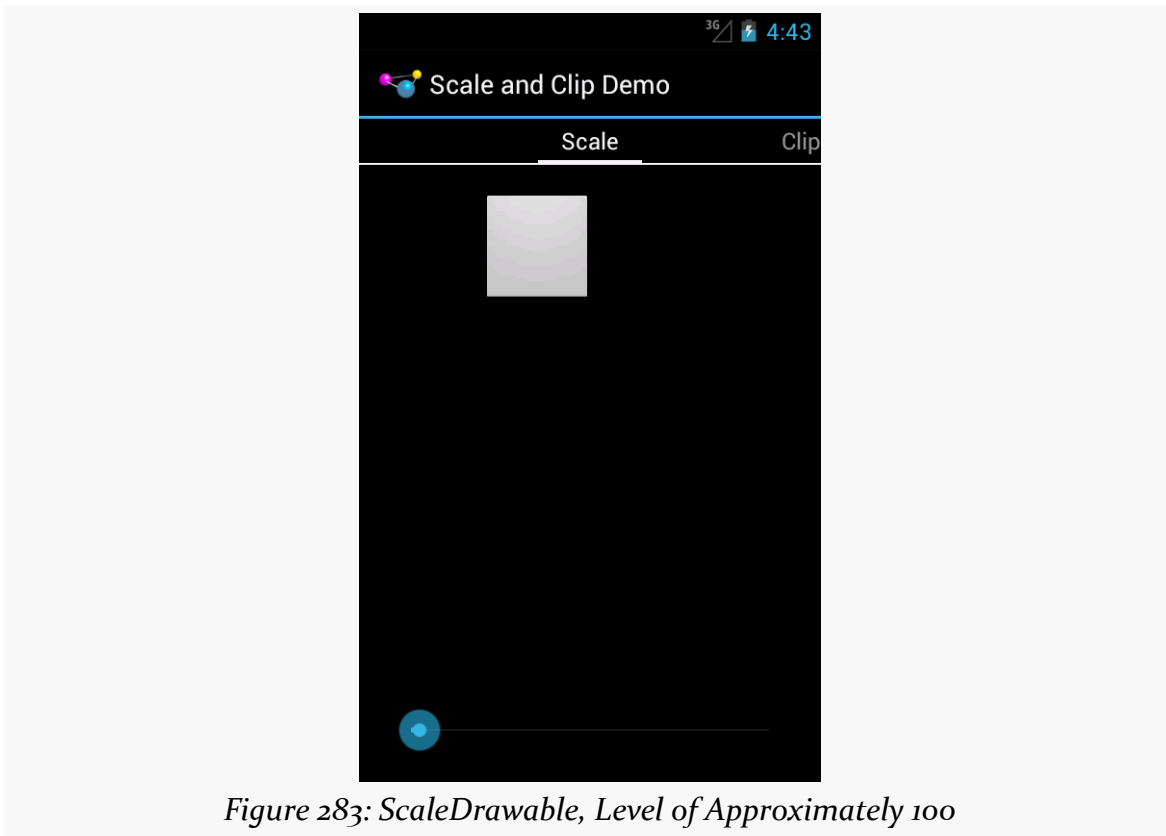 3G 4:43
Scale and Clip Demo
Scale Clip
Figure 283: ScaleDrawable, Level of Approximately 100